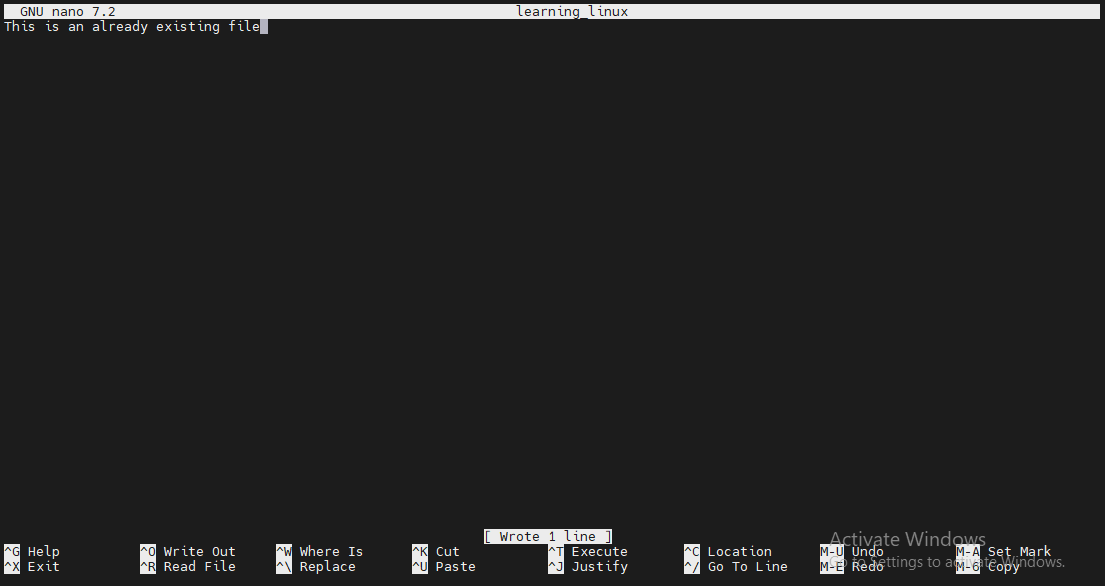 GNU nano 7.2 learning_linux
This is an already existing file
[ Wrote 1 line ]
^G Help ^O Write Out ^W Where Is ^K Cut ^T Execute ^C Location M-U Undo M-A Set Mark
^X Exit ^R Read File ^\ Replace ^U Paste ^J Justify ^/ Go To Line M-E Redo M-6 Copy
Activate Windows
Go to Settings to activate Windows.